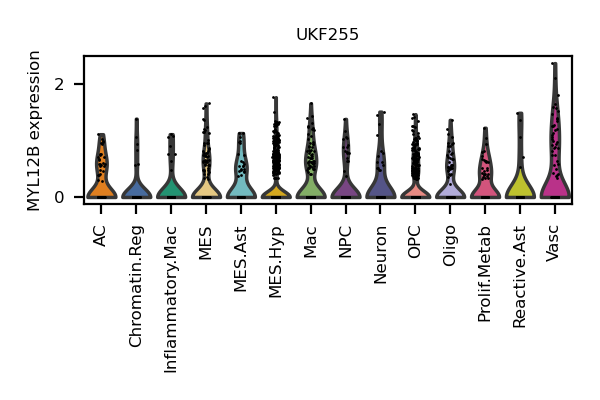 UKF255
MYL12B expression
2
0
AC
Chromatin.Reg
Inflammatory.Mac
MES
MES.Ast
MES.Hyp
Mac
NPC
Neuron
OPC
Oligo
Prolif.Metab
Reactive.Ast
Vasc